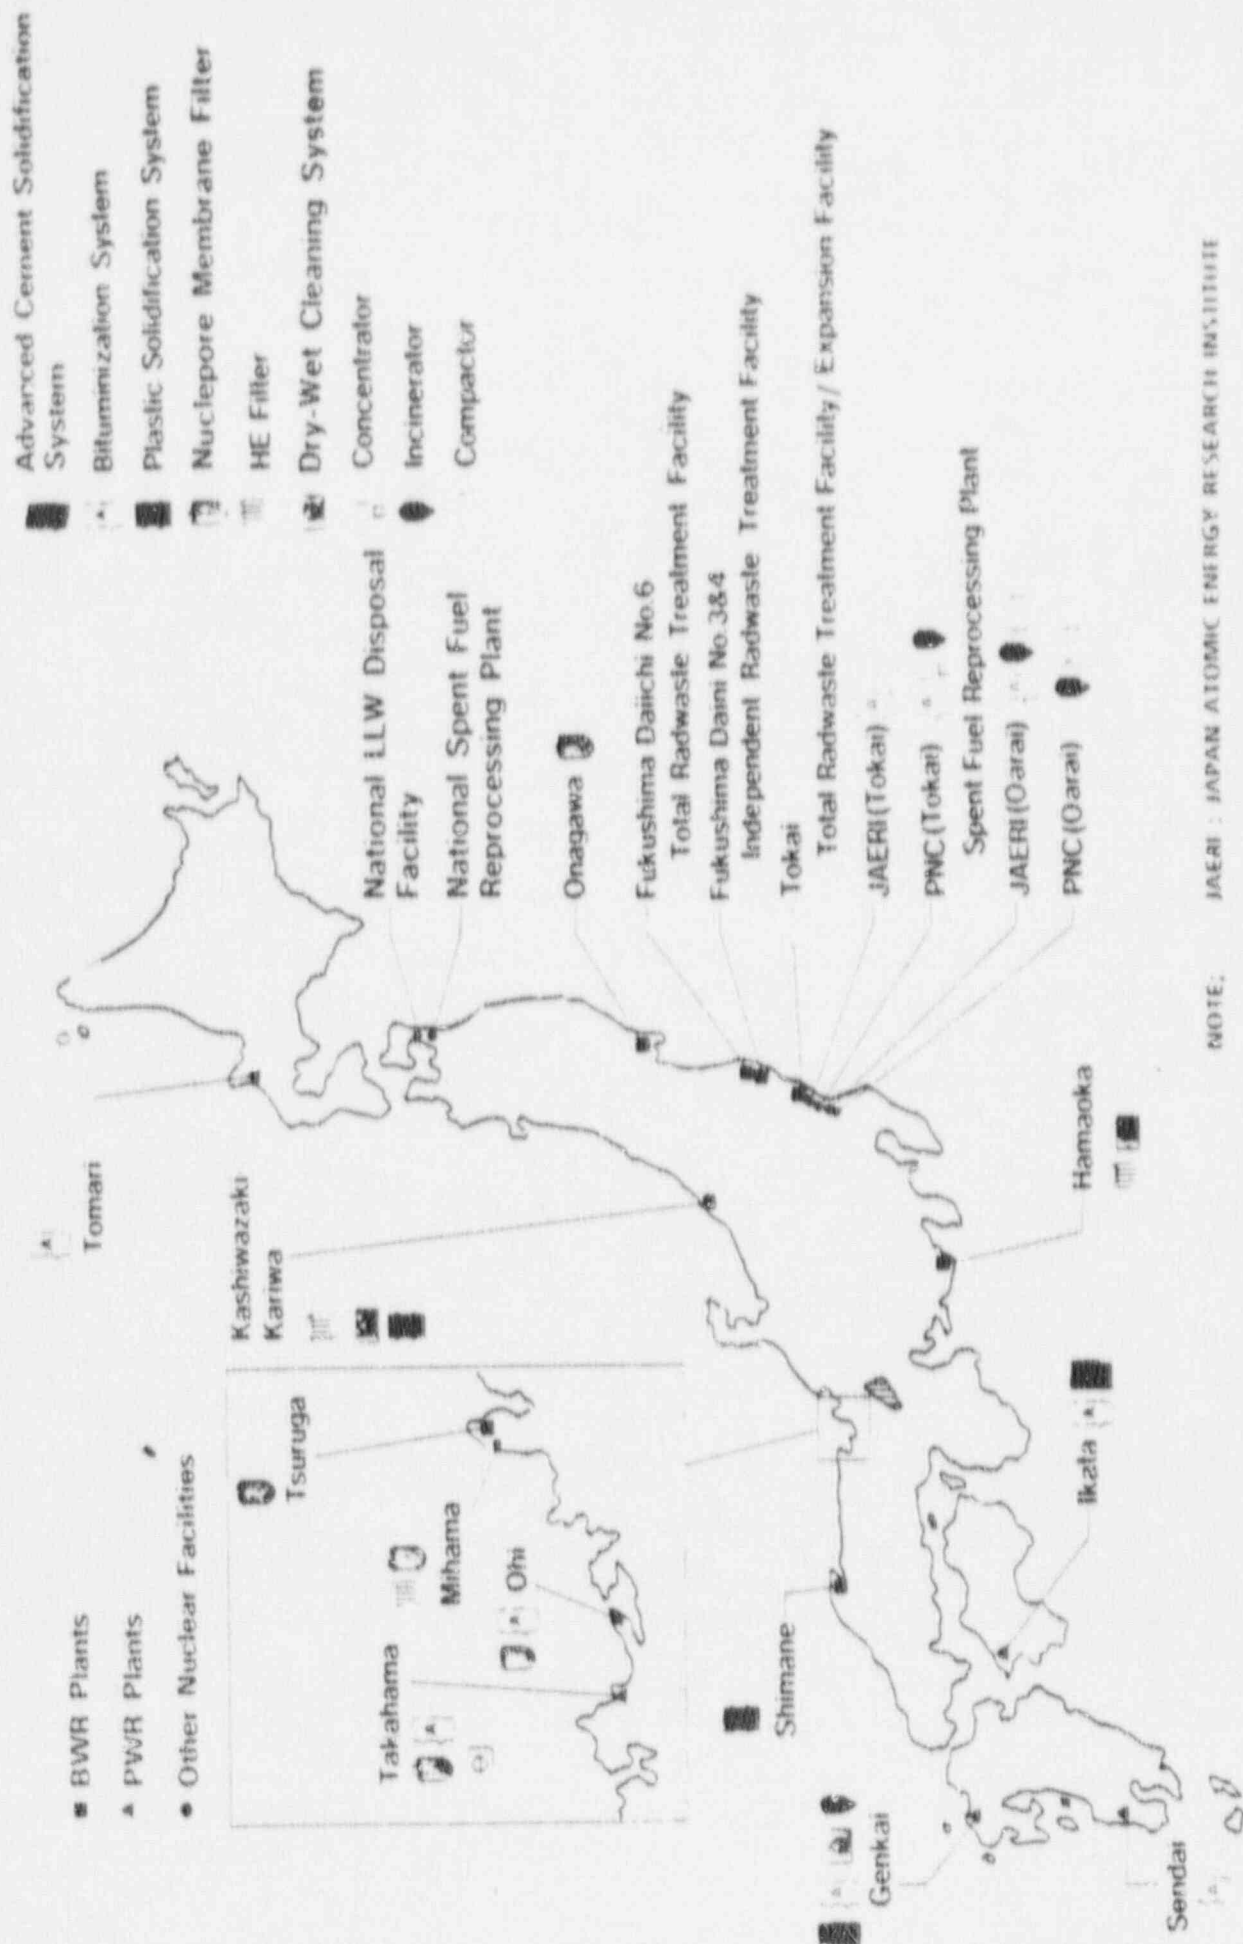 ■ BWR Plants
▲ PWR Plants
● Other Nuclear Facilities
Advanced Cement Solidification
System
Bituminization System
Plastic Solidification System
Nuclepore Membrane Filter
HE Filter
Dry-Wet Cleaning System
Concentrator
Incinerator
Compactor
Tomari
Kashiwazaki
Kariwa
Tsuruga
Mihama
Takahama
Ohi
National LLW Disposal
Facility
National Spent Fuel
Reprocessing Plant
Onagawa
Fukushima Daiichi No.6
Total Radwaste Treatment Facility
Fukushima Daini No.3&4
Independent Radwaste Treatment Facility
Tokai
Total Radwaste Treatment Facility/Expansion Facility
JAERI(Tokai)
PNC(Tokai)
Spent Fuel Reprocessing Plant
JAERI(Oarai)
PNC(Oarai)
Shimane
Genkai
Sendai
Ikata
Hamaoka
NOTE: JAERI : JAPAN ATOMIC ENERGY RESEARCH INSTITUTE